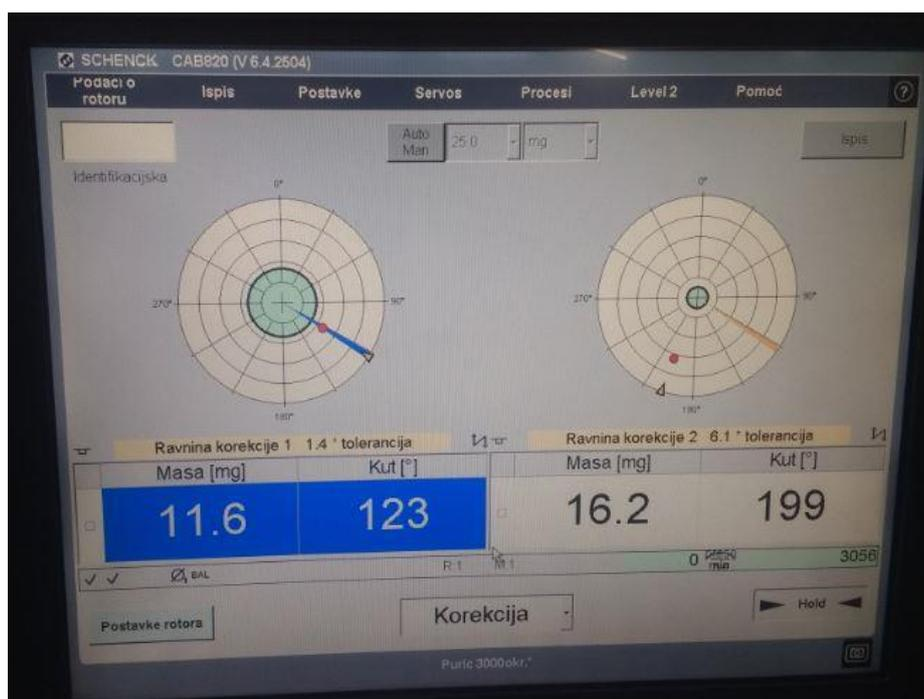 SCHENCK CAB820 (V 6.4.2504)
Podaci o rotoru Ispis Postavke Servos Procesi Level 2 Pomoć ?
Auto Man 25.0 mg Ispis
Identifikacijska
0° 0°
270° 90° 270° 90°
180° 180°
Ravnina korekcije 1 1.4 * tolerancija Ravnina korekcije 2 6.1 * tolerancija
Masa [mg] Kut [°] Masa [mg] Kut [°]
11.6 123 16.2 199
BAL R 1 M 1 0 3056
Postavke rotora Korekcija Hold
Puric 3000okr."